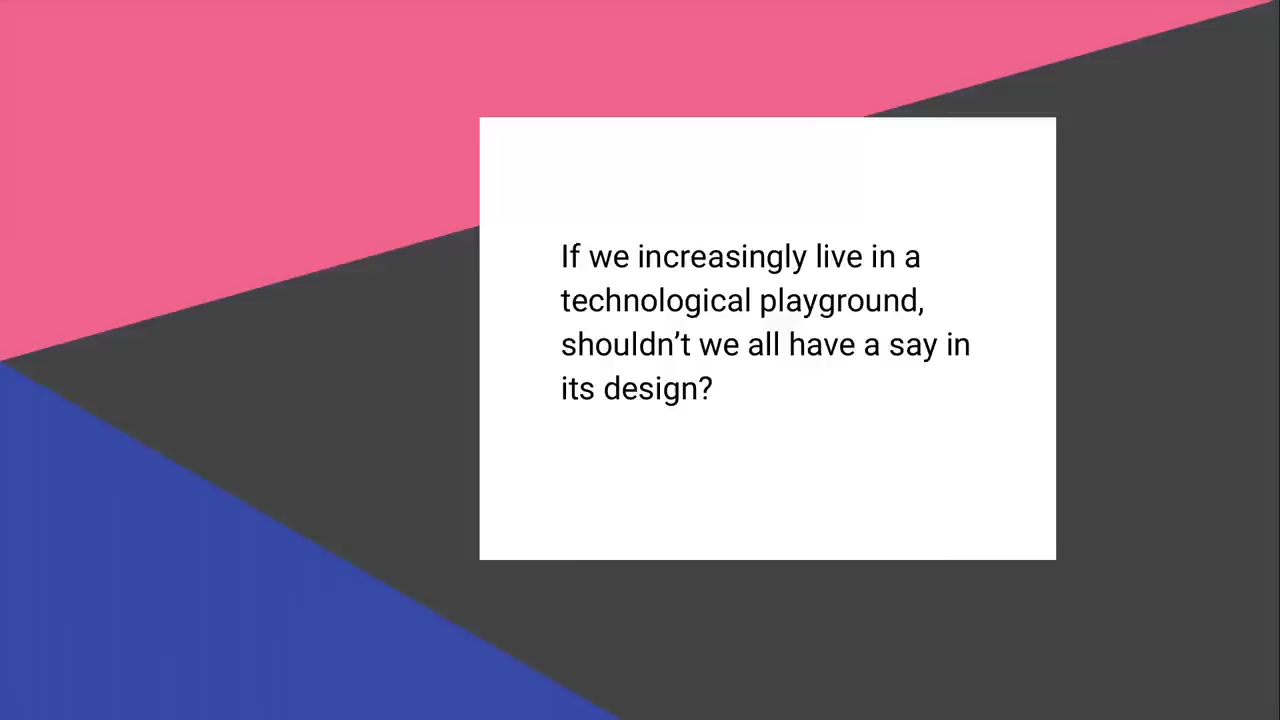 If we increasingly live in a
technological playground,
shouldn’t we all have a say in
its design?